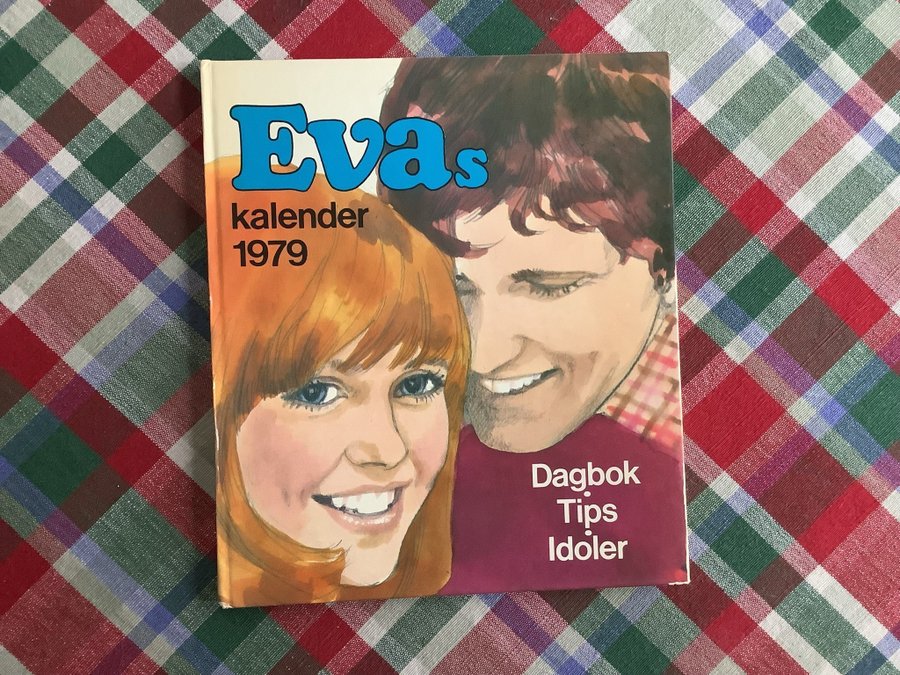 Evas
kalender
1979
Dagbok
•
Tips
•
Idoler